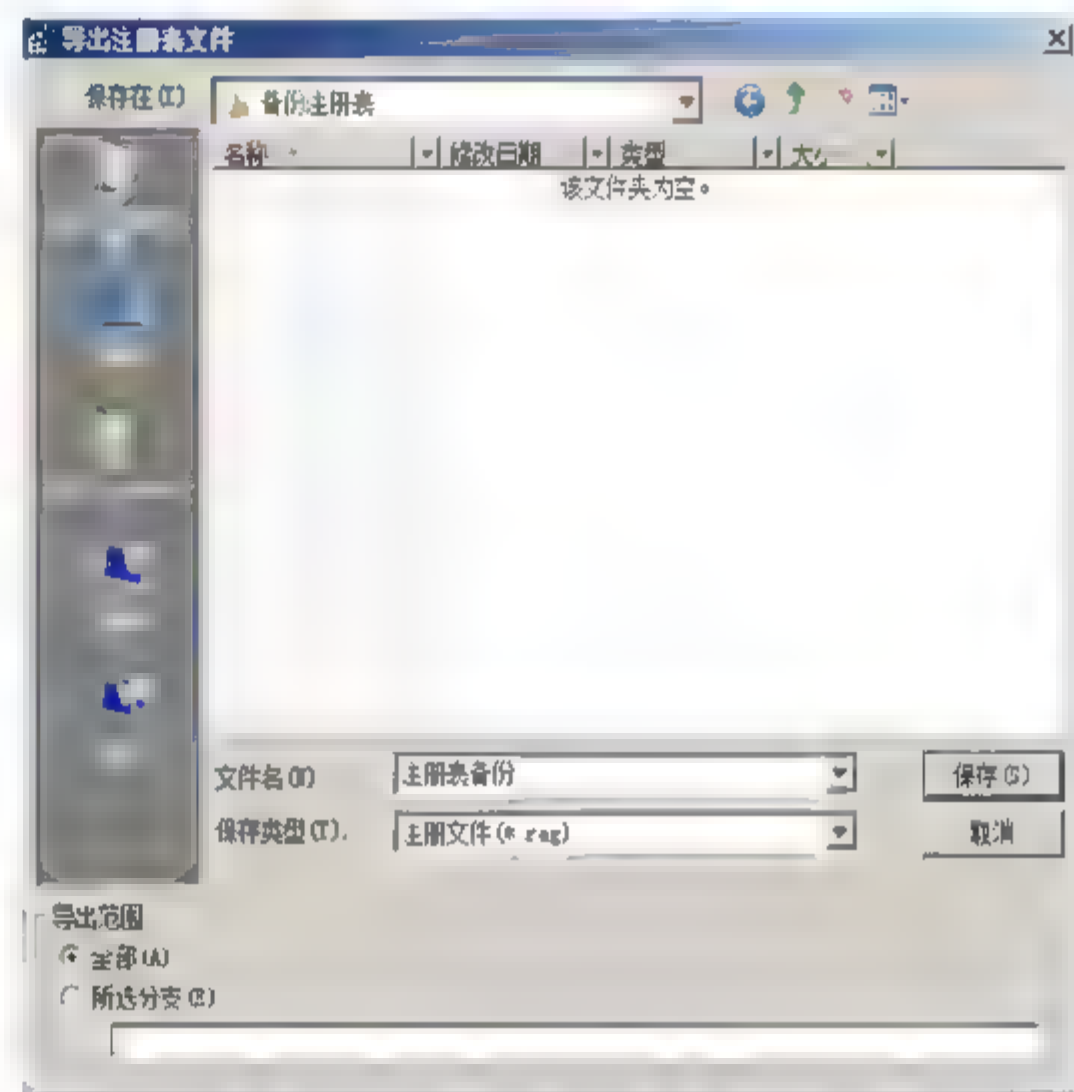 导出注册表文件
保存在(I)
备份注册表
名称 修改日期 类型 大小
该文件夹为空。
文件名(N)
注册表备份
保存(S)
保存类型(T).
注册文件(*.reg)
取消
导出范围
全部(A)
所选分支(E)